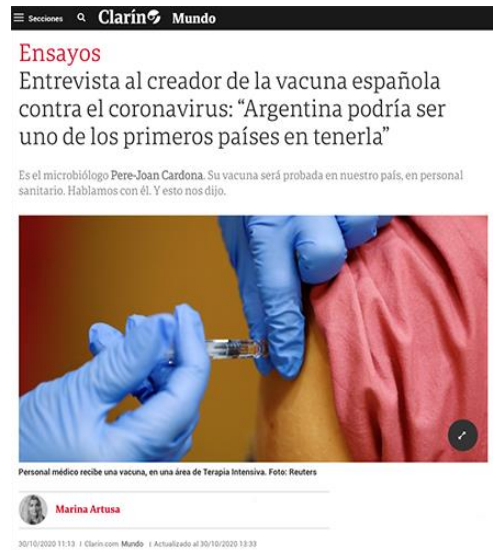 Secciones Clarín Mundo
Ensayos
Entrevista al creador de la vacuna española
contra el coronavirus: “Argentina podría ser
uno de los primeros países en tenerla”
Es el microbiólogo Pere-Joan Cardona. Su vacuna será probada en nuestro país, en personal
sanitario. Hablamos con él. Y esto nos dijo.
Personal médico recibe una vacuna, en una área de Terapia Intensiva. Foto: Reuters
Marina Artusa
30/10/2020 11:13 | Clarin.com Mundo | Actualizado al 30/10/2020 13:33